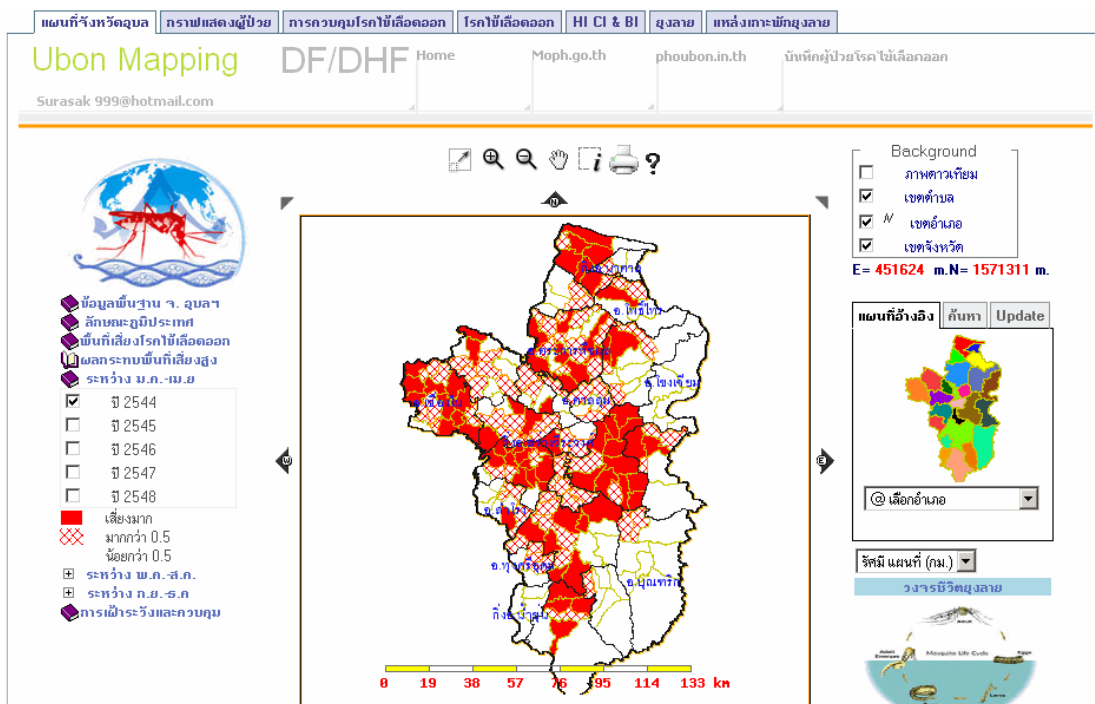 แผนที่จังหวัดอุบล กราฟแสดงผู้ป่วย การควบคุมโรคไข้เลือดออก โรคไข้เลือดออก HI CI & BI ยุงลาย แหล่งเกาะพักยุงลาย
Ubon Mapping DF/DHF Home Moph.go.th phoubon.in.th บันทึกผู้ป่วยโรคไข้เลือดออก
Surasak 999@hotmail.com
Background
ภาพดาวเทียม
เขตตำบล
N เขตอำเภอ
เขตจังหวัด
E= 451624 m.N= 1571311 m.
ข้อมูลพื้นฐาน จ. อุบลฯ
ลักษณะภูมิประเทศ
พื้นที่เสี่ยงโรคไข้เลือดออก
ผลกระทบพื้นที่เสี่ยงสูง
ระหว่าง ม.ค.-เม.ย
ปี 2544
ปี 2545
ปี 2546
ปี 2547
ปี 2548
เสี่ยงมาก
มากกว่า 0.5
น้อยกว่า 0.5
ระหว่าง พ.ค.-ส.ค.
ระหว่าง ก.ย.-ธ.ค
การเฝ้าระวังและควบคุม
N
W
E
อ.โพธิ์ไทร
อ.ตระการพืชผล
อ.โขงเจียม
อ.ตาลสุม
อ.สำโรง
อ.ทุ่งศรีอุดม
อ.บุณฑริก
กิ่งอ.น้ำขุ่น
0 19 38 57 76 95 114 133 km
แผนที่อ้างอิง ค้นหา Update
@ เลือกอำเภอ
รัศมี แผนที่ (กม.)
วงจรชีวิตยุงลาย
Adult
Mosquito Life Cycle
Eggs
Larva